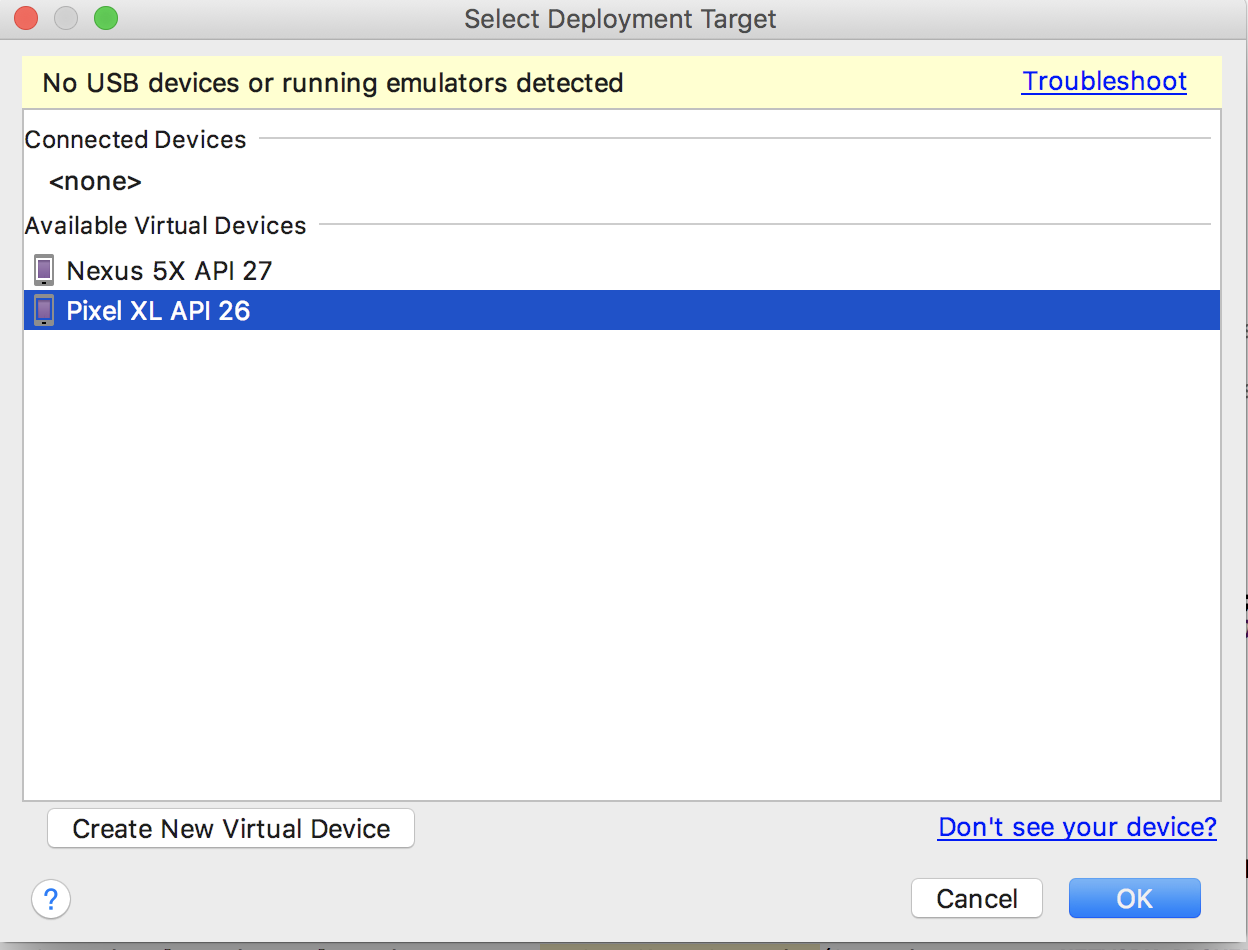 Select Deployment Target
No USB devices or running emulators detected
Troubleshoot
Connected Devices
<none>
Available Virtual Devices
Nexus 5X API 27
Pixel XL API 26
Create New Virtual Device
Don't see your device?
?
Cancel
OK